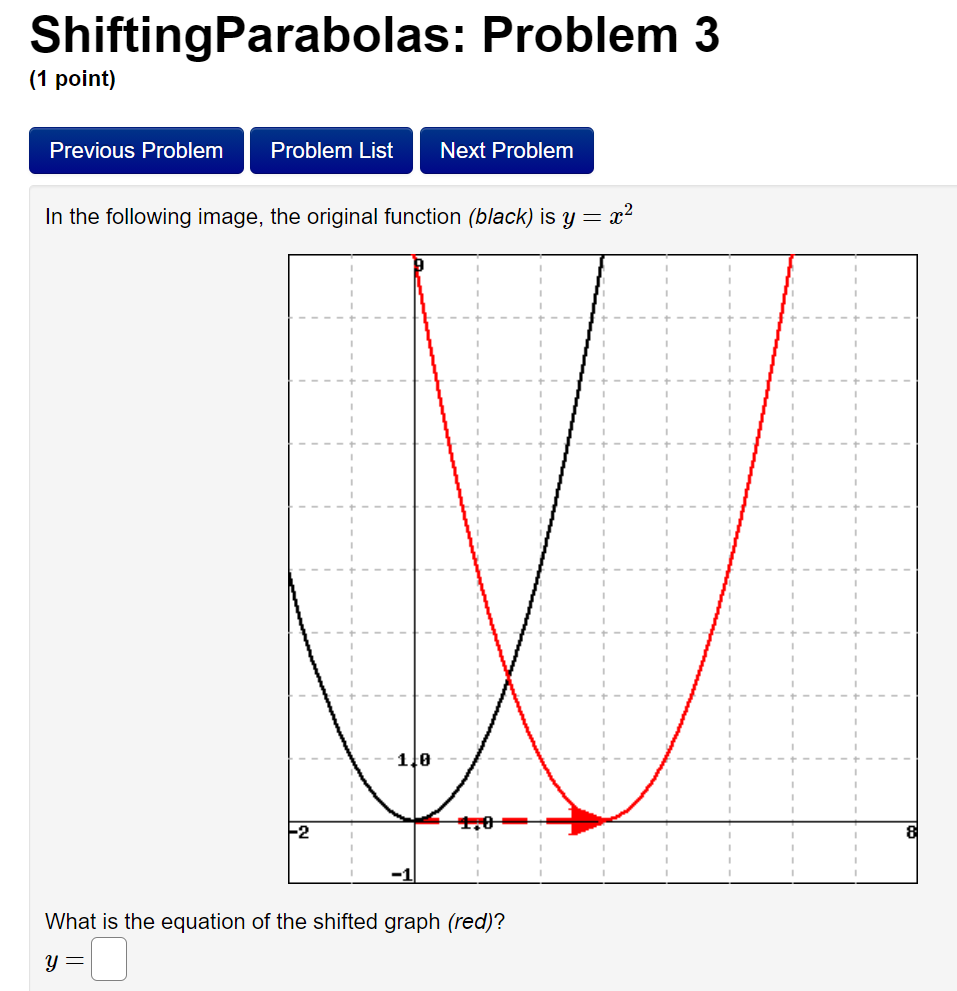 ShiftingParabolas: Problem 3
(1 point)
Previous Problem Problem List Next Problem
In the following image, the original function (black) is y = x²
9
1.0
-2 1.0 8
-1
What is the equation of the shifted graph (red)?
y =